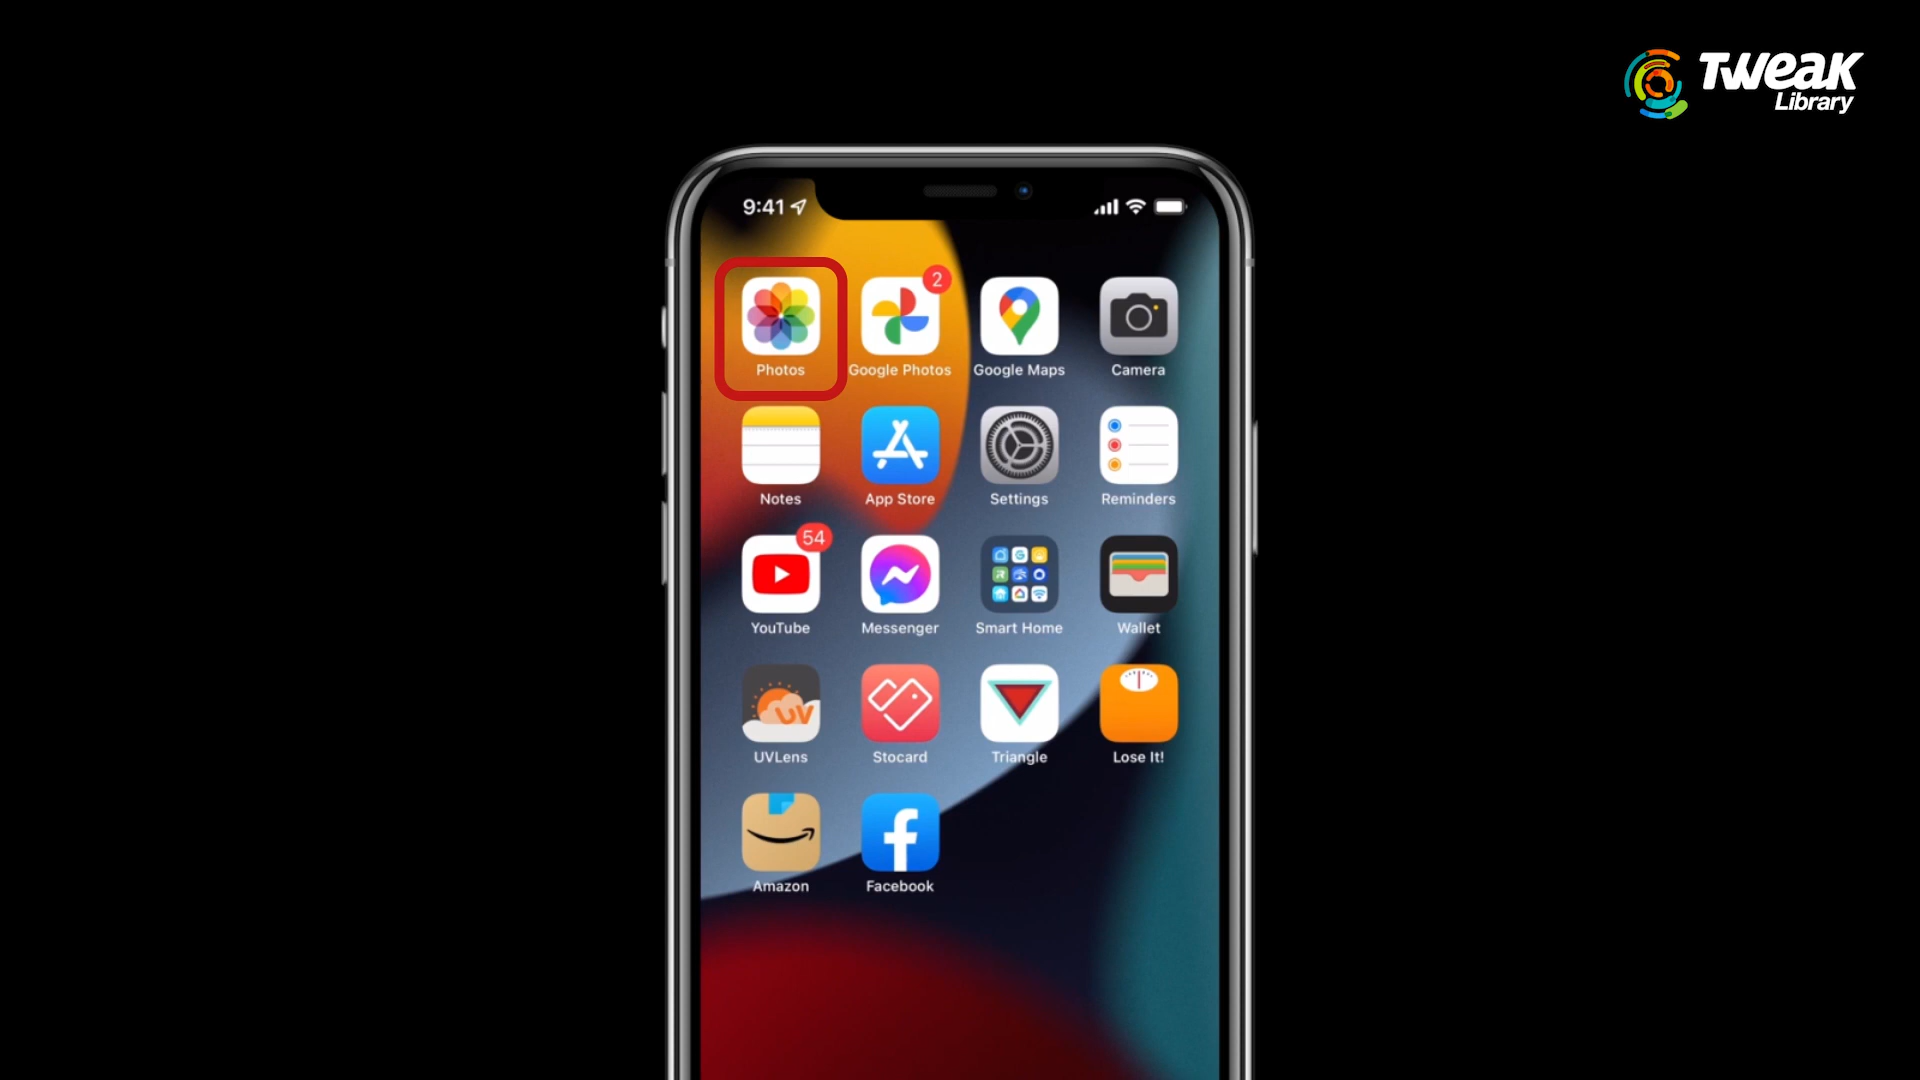 TWeaK
Library
9:41
2
Photos
Google Photos
Google Maps
Camera
Notes
App Store
Settings
Reminders
54
YouTube
Messenger
Smart Home
Wallet
UV
UVLens
Stocard
Triangle
Lose It!
Amazon
Facebook